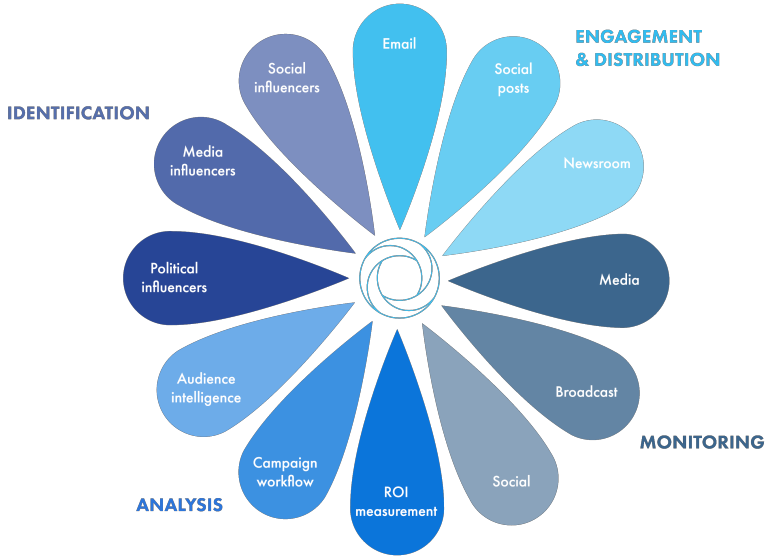 ENGAGEMENT
& DISTRIBUTION
Email
Social
posts
Newsroom
MONITORING
Media
Broadcast
Social
ANALYSIS
ROI
measurement
Campaign
workflow
Audience
intelligence
IDENTIFICATION
Political
influencers
Media
influencers
Social
influencers